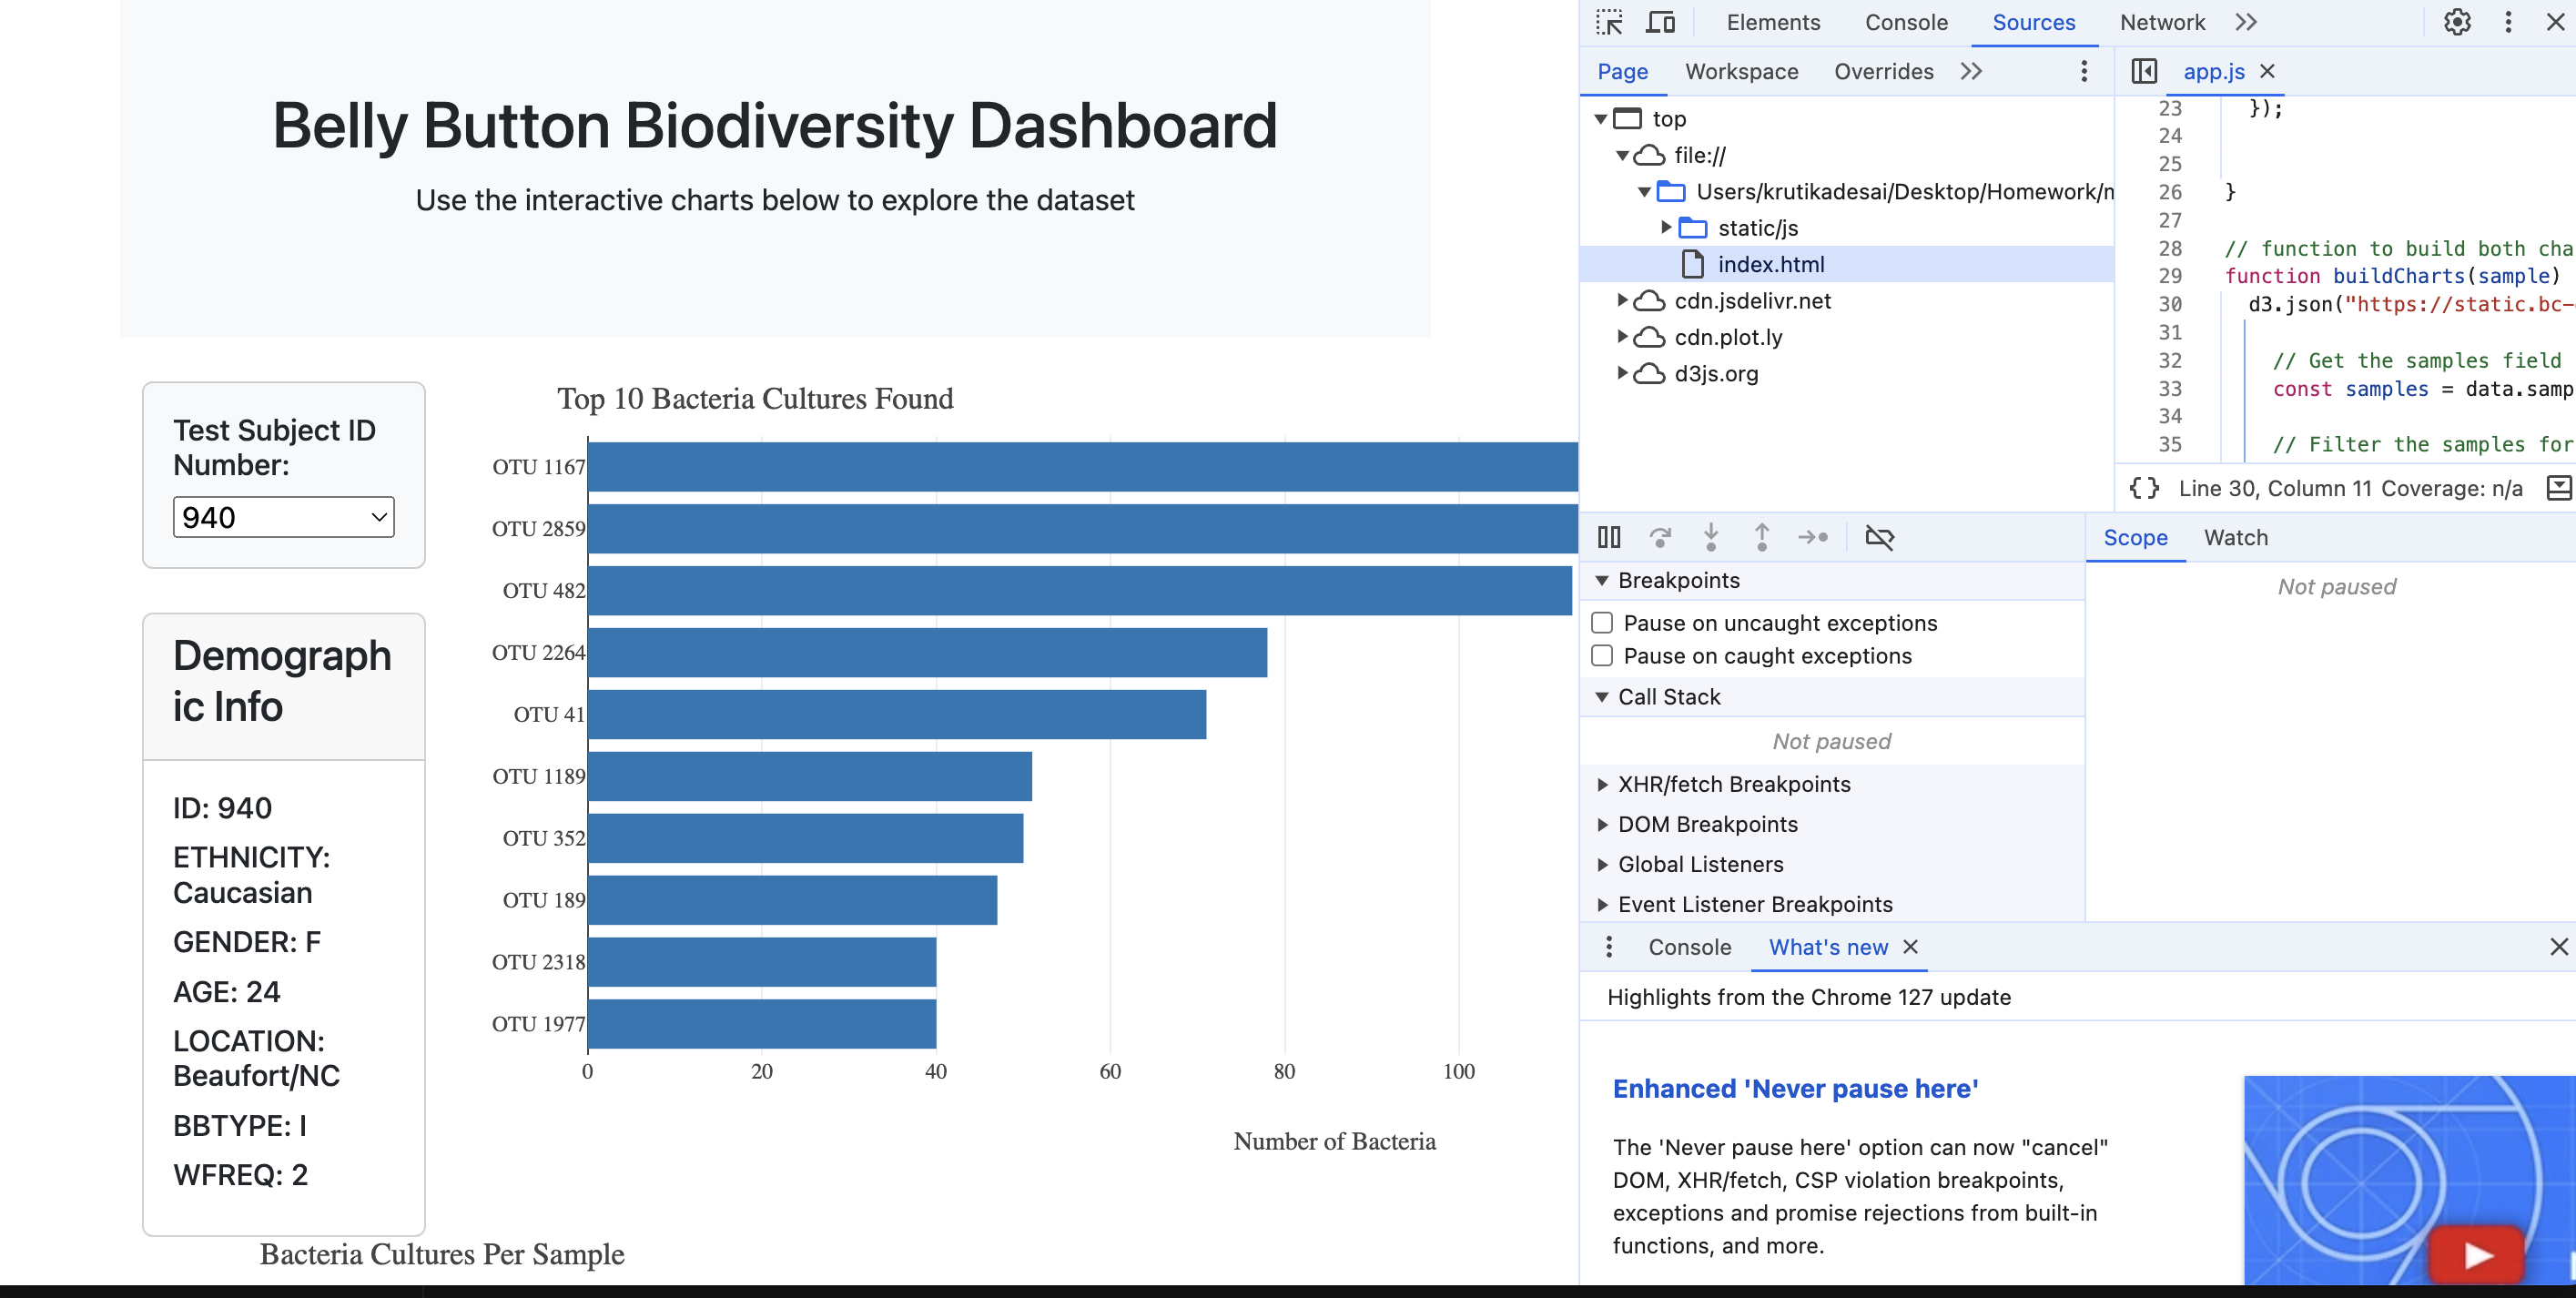 Belly Button Biodiversity Dashboard
Use the interactive charts below to explore the dataset
Test Subject ID
Number:
940
Demograph
ic Info
ID: 940
ETHNICITY:
Caucasian
GENDER: F
AGE: 24
LOCATION:
Beaufort/NC
BBTYPE: I
WFREQ: 2
Top 10 Bacteria Cultures Found
OTU 1167
OTU 2859
OTU 482
OTU 2264
OTU 41
OTU 1189
OTU 352
OTU 189
OTU 2318
OTU 1977
0 20 40 60 80 100
Number of Bacteria
Bacteria Cultures Per Sample
Elements Console Sources Network
Page Workspace Overrides
top
file://
Users/krutikadesai/Desktop/Homework/
static/js
index.html
cdn.jsdelivr.net
cdn.plot.ly
d3js.org
app.js
23 });
24
25
26 }
27
28 // function to build both cha
29 function buildCharts(sample)
30 d3.json("https://static.bc-
31
32 // Get the samples field
33 const samples = data.samp
34
35 // Filter the samples for
{} Line 30, Column 11 Coverage: n/a
Breakpoints
Pause on uncaught exceptions
Pause on caught exceptions
Call Stack
Not paused
XHR/fetch Breakpoints
DOM Breakpoints
Global Listeners
Event Listener Breakpoints
Scope Watch
Not paused
Console What's new
Highlights from the Chrome 127 update
Enhanced 'Never pause here'
The 'Never pause here' option can now "cancel"
DOM, XHR/fetch, CSP violation breakpoints,
exceptions and promise rejections from built-in
functions, and more.